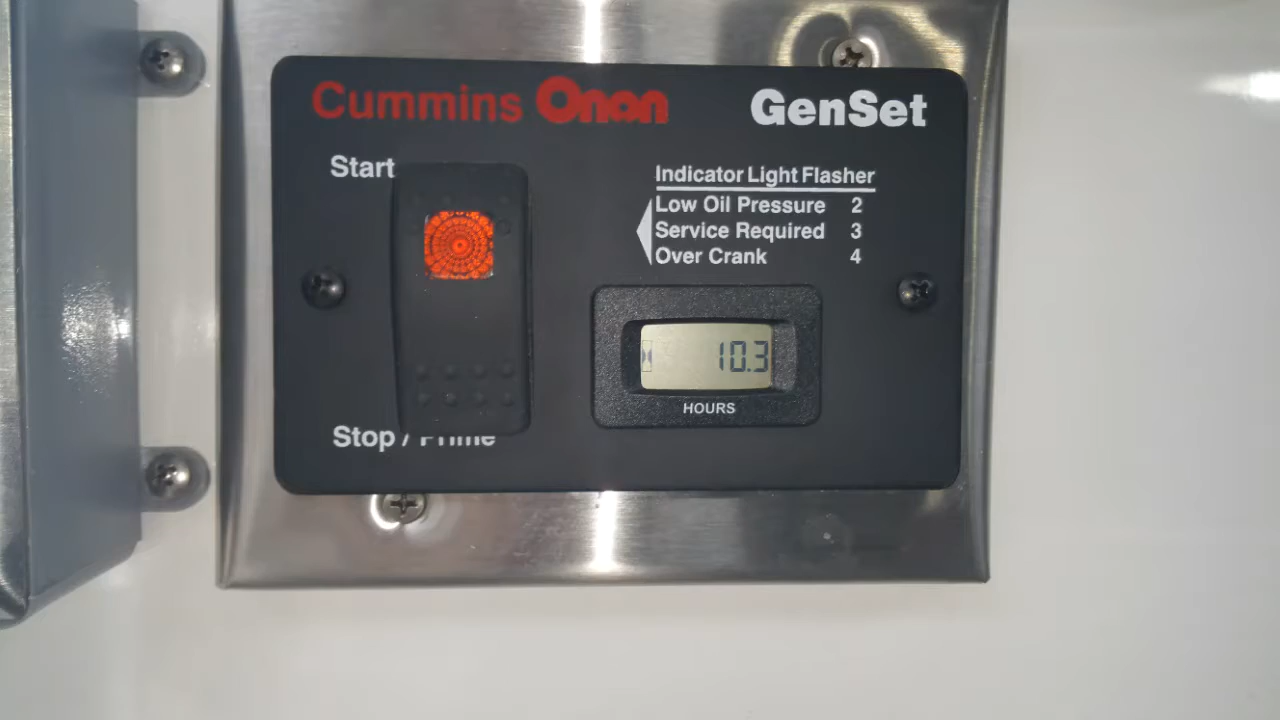 Cummins Onan
GenSet
Start
Indicator Light Flasher
Low Oil Pressure 2
Service Required 3
Over Crank 4
10.3
HOURS
Stop / Prime